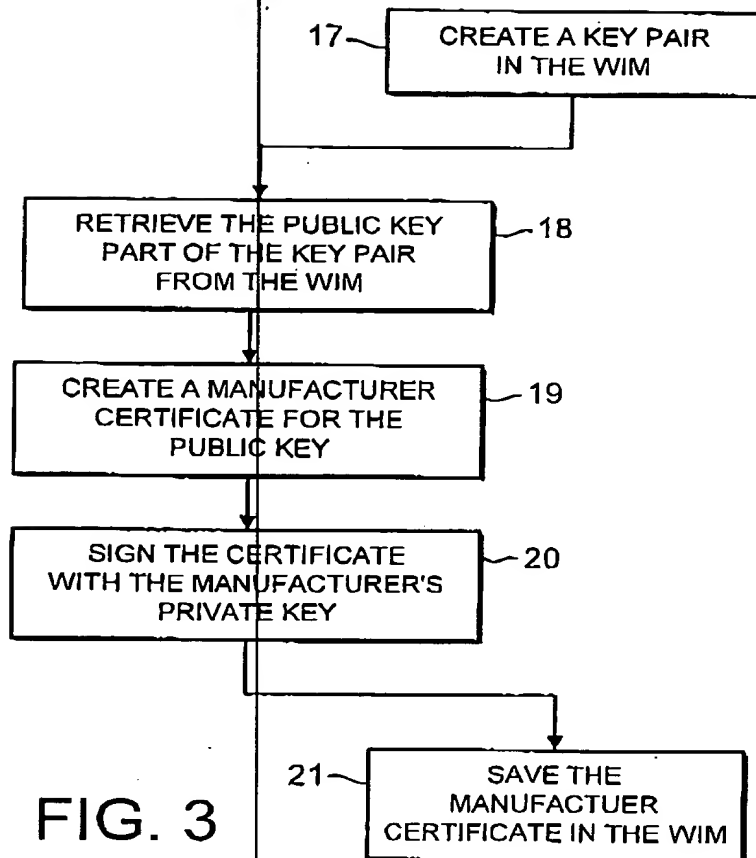 17
CREATE A KEY PAIR
IN THE WIM
RETRIEVE THE PUBLIC KEY
PART OF THE KEY PAIR
FROM THE WIM
18
CREATE A MANUFACTURER
CERTIFICATE FOR THE
PUBLIC KEY
19
SIGN THE CERTIFICATE
WITH THE MANUFACTURER'S
PRIVATE KEY
20
21
SAVE THE
MANUFACTUER
CERTIFICATE IN THE WIM
FIG. 3